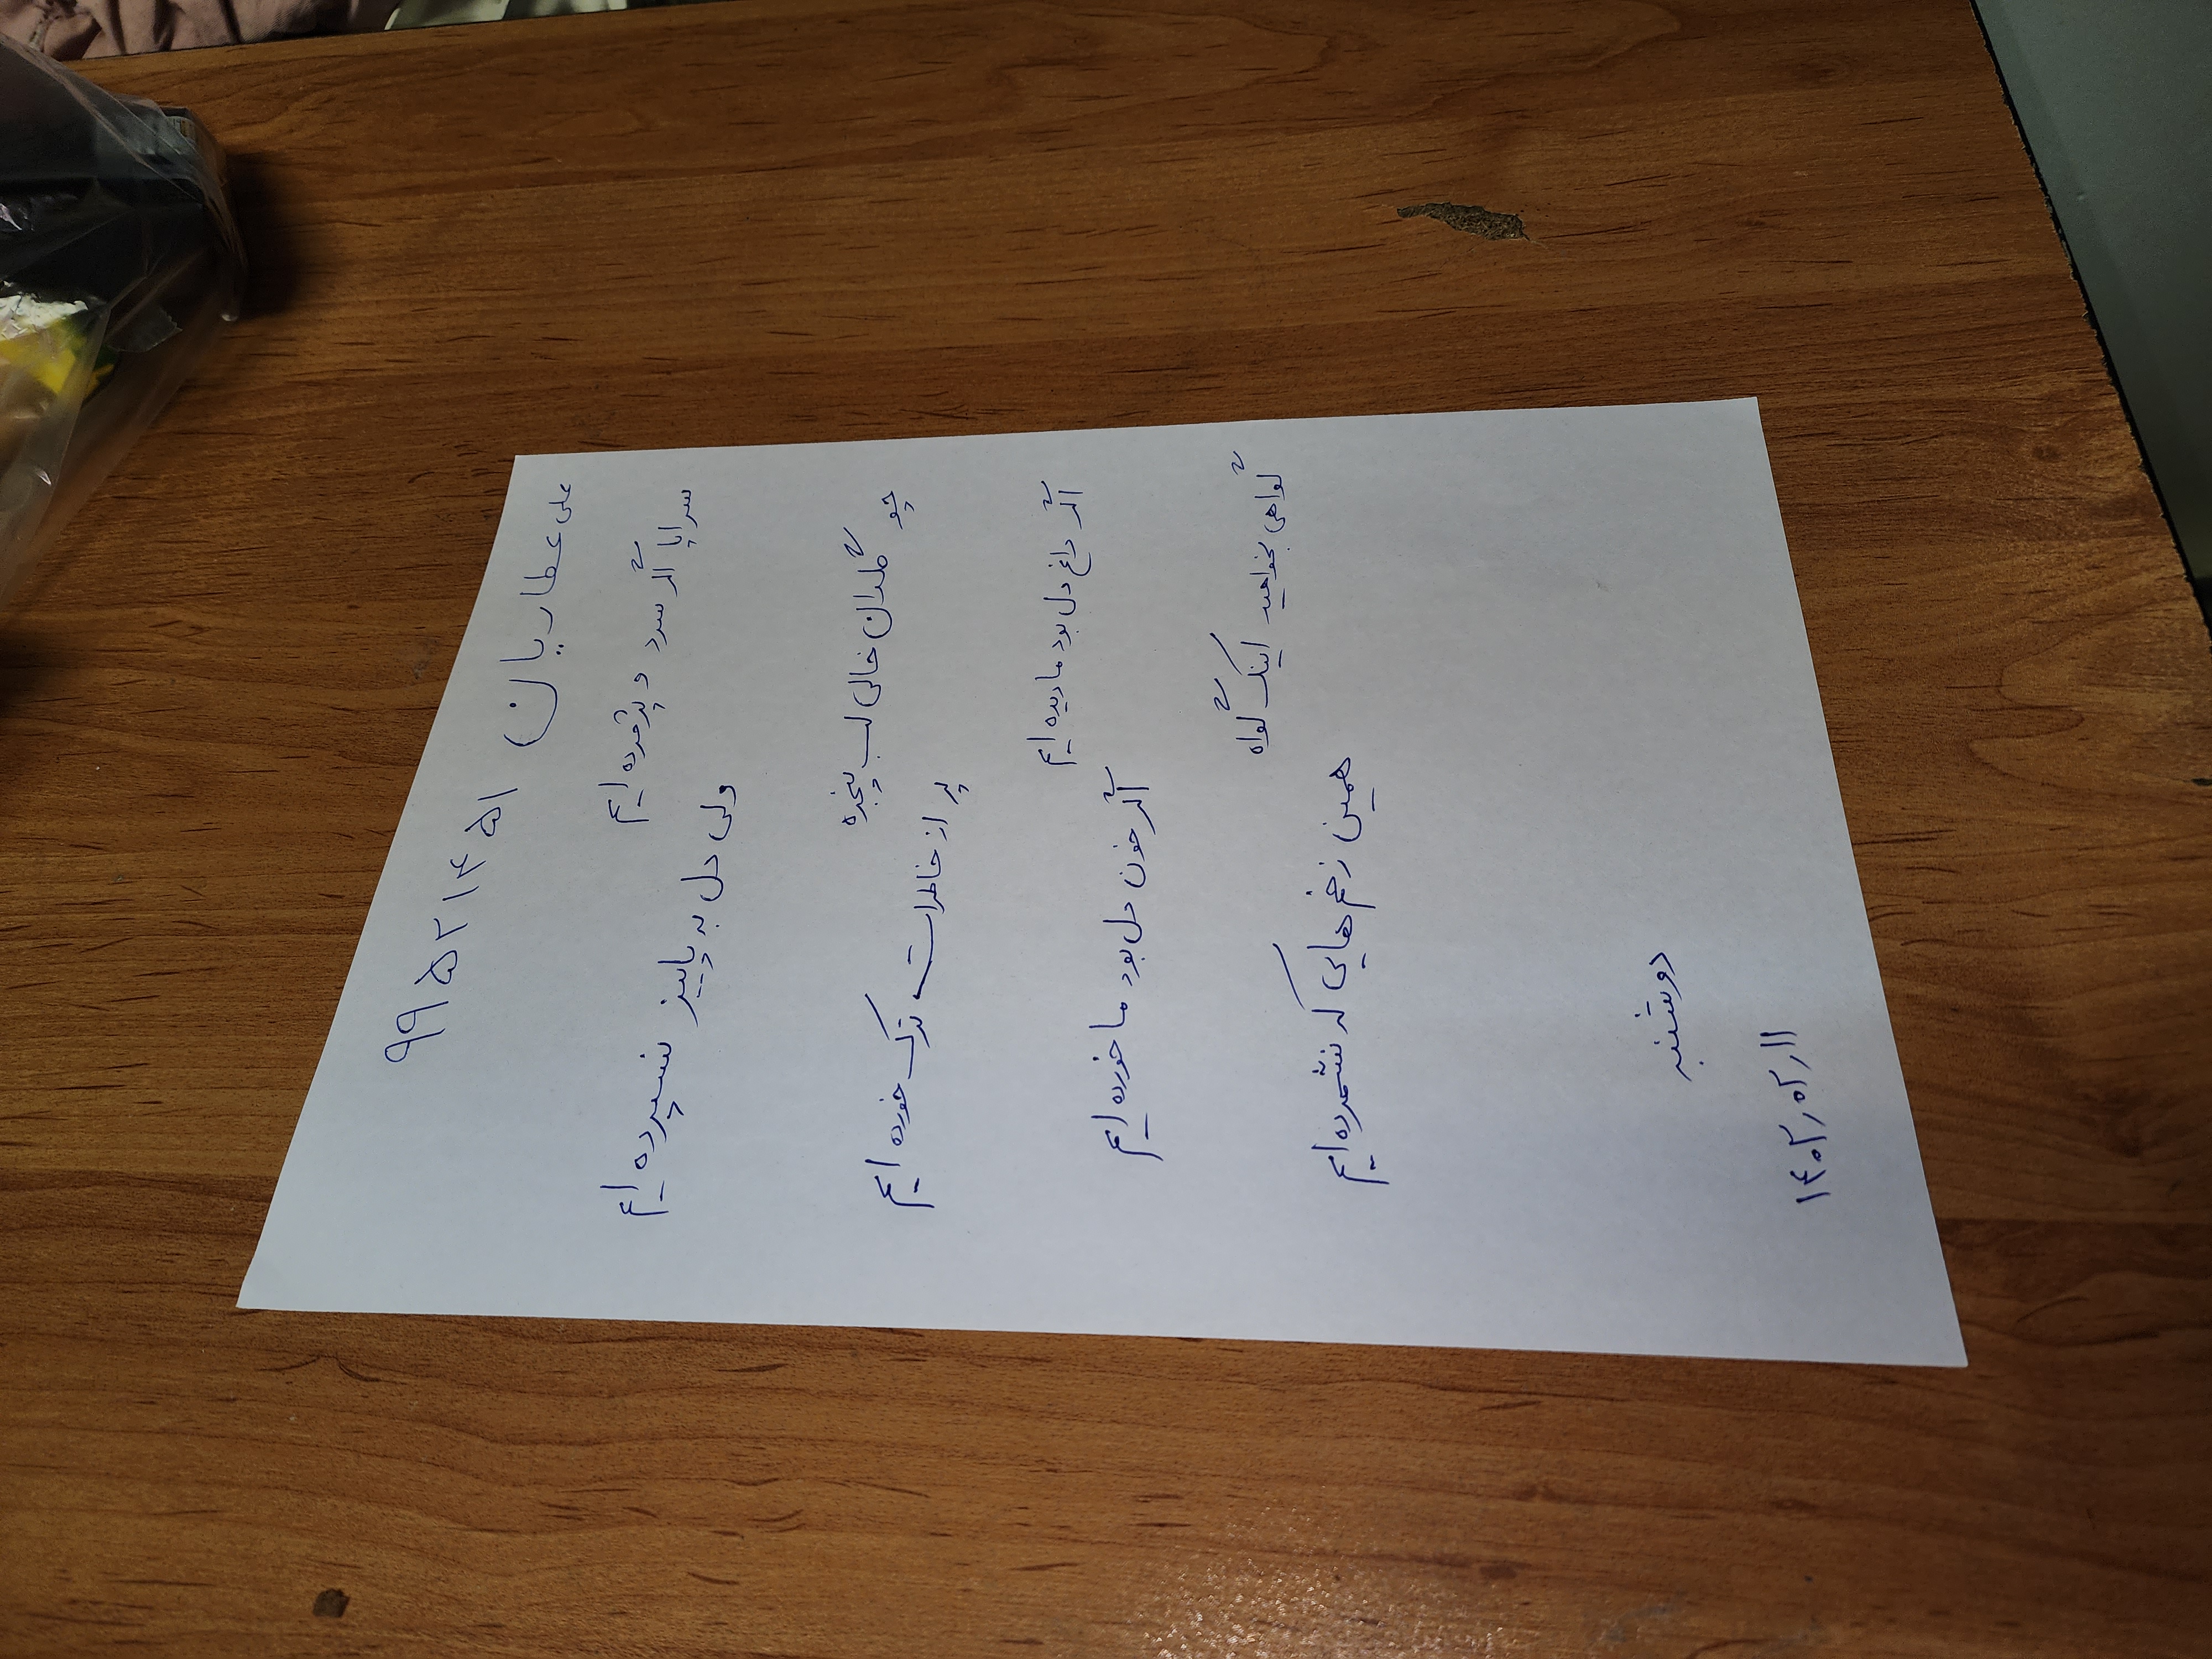 علی عطاریان ۹۹۵۲۱۴۵۱
سراپا اگر سرد و پژمرده ایم
ولی دل به پاییز نسپرده ایم
چو گلدان خالی لب پنجره
پر از خاطرات ترک خورده ایم
اگر داغ دل بود ما دیده ایم
اگر خون دل بود ما خورده ایم
گواهی بخواهید اینک گواه
همین زخم هایی که نشمرده ایم
دوشنبه
۱۴۰۲٫۰۲٫۱۱